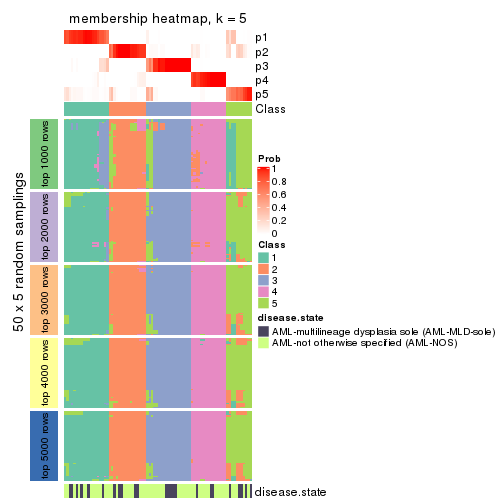 membership heatmap, k = 5
p1
p2
p3
p4
p5
Class
50 x 5 random samplings
top 1000 rows
top 2000 rows
top 3000 rows
top 4000 rows
top 5000 rows
Prob
1
0.8
0.6
0.4
0.2
0
Class
1
2
3
4
5
disease.state
AML-multilineage dysplasia sole (AML-MLD-sole)
AML-not otherwise specified (AML-NOS)
disease.state